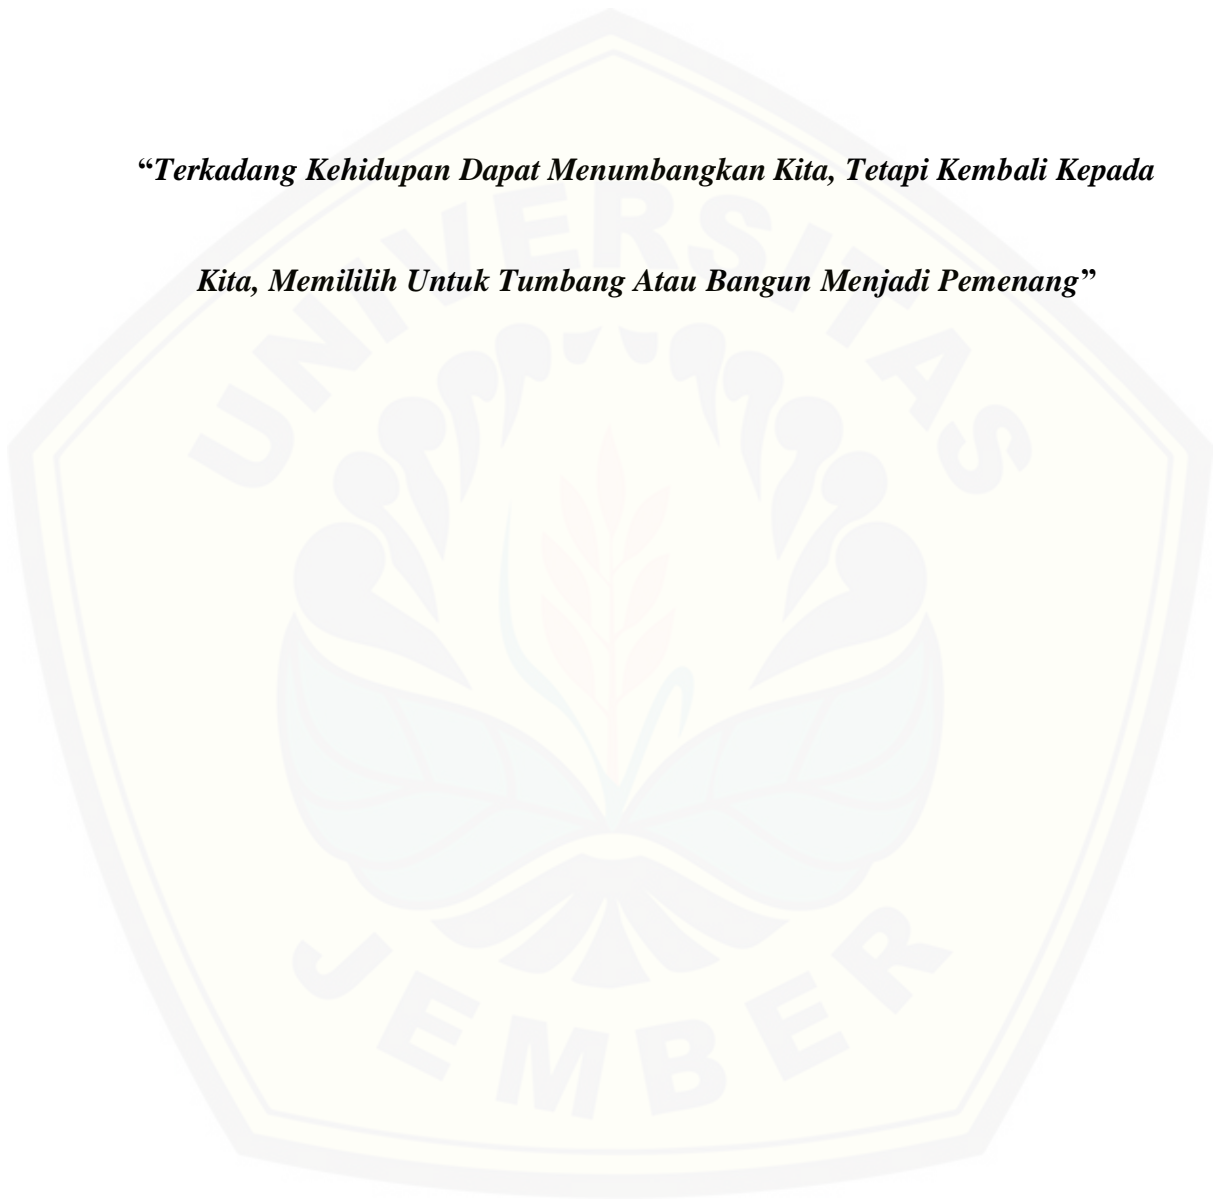 “Terkadang Kehidupan Dapat Menumbangkan Kita, Tetapi Kembali Kepada
Kita, Memililih Untuk Tumbang Atau Bangun Menjadi Pemenang”
UNIVERSITAS
JEMBER